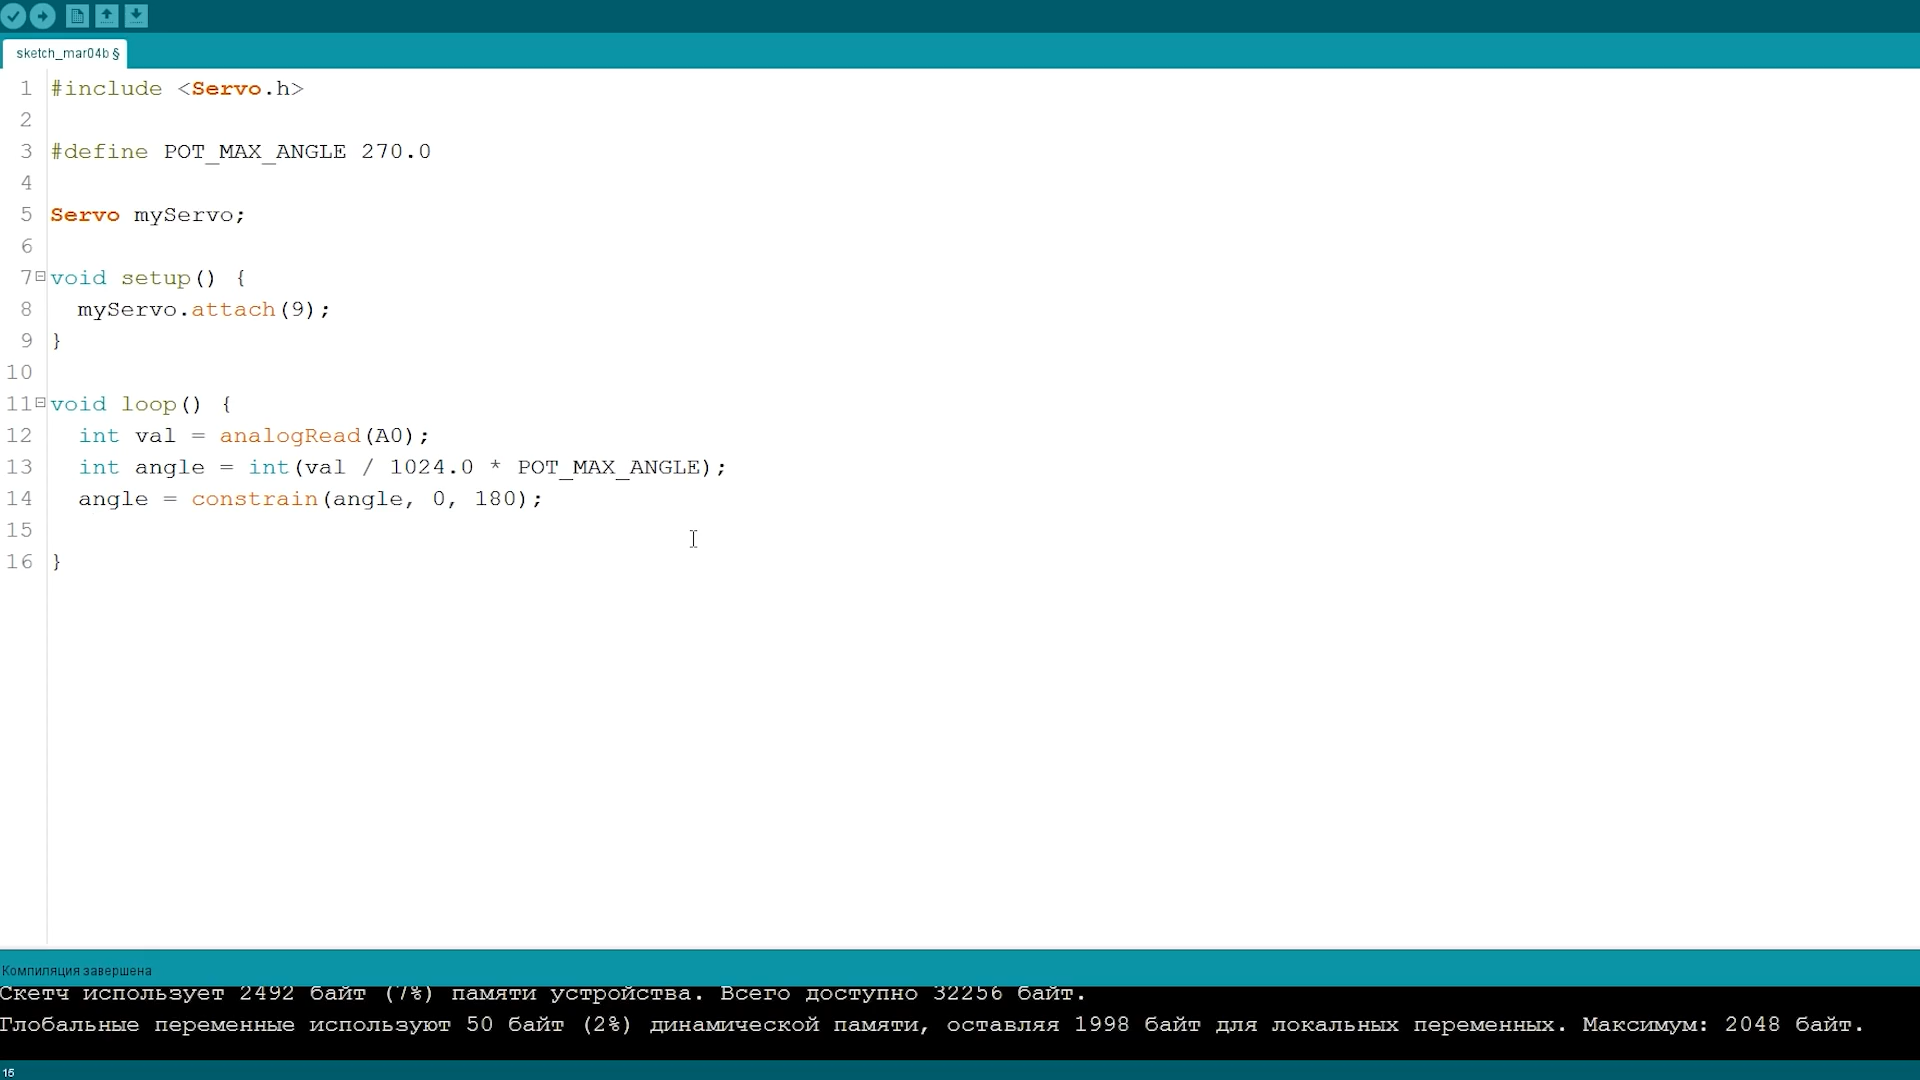 sketch_mar04b §
1 #include <Servo.h>
2
3 #define POT_MAX_ANGLE 270.0
4
5 Servo myServo;
6
7 void setup() {
8 myServo.attach(9);
9 }
10
11 void loop() {
12 int val = analogRead(A0);
13 int angle = int(val / 1024.0 * POT_MAX_ANGLE);
14 angle = constrain(angle, 0, 180);
15
16 }
Компиляция завершена
Скетч использует 2492 байт (7%) памяти устройства. Всего доступно 32256 байт.
Глобальные переменные используют 50 байт (2%) динамической памяти, оставляя 1998 байт для локальных переменных. Максимум: 2048 байт.
15